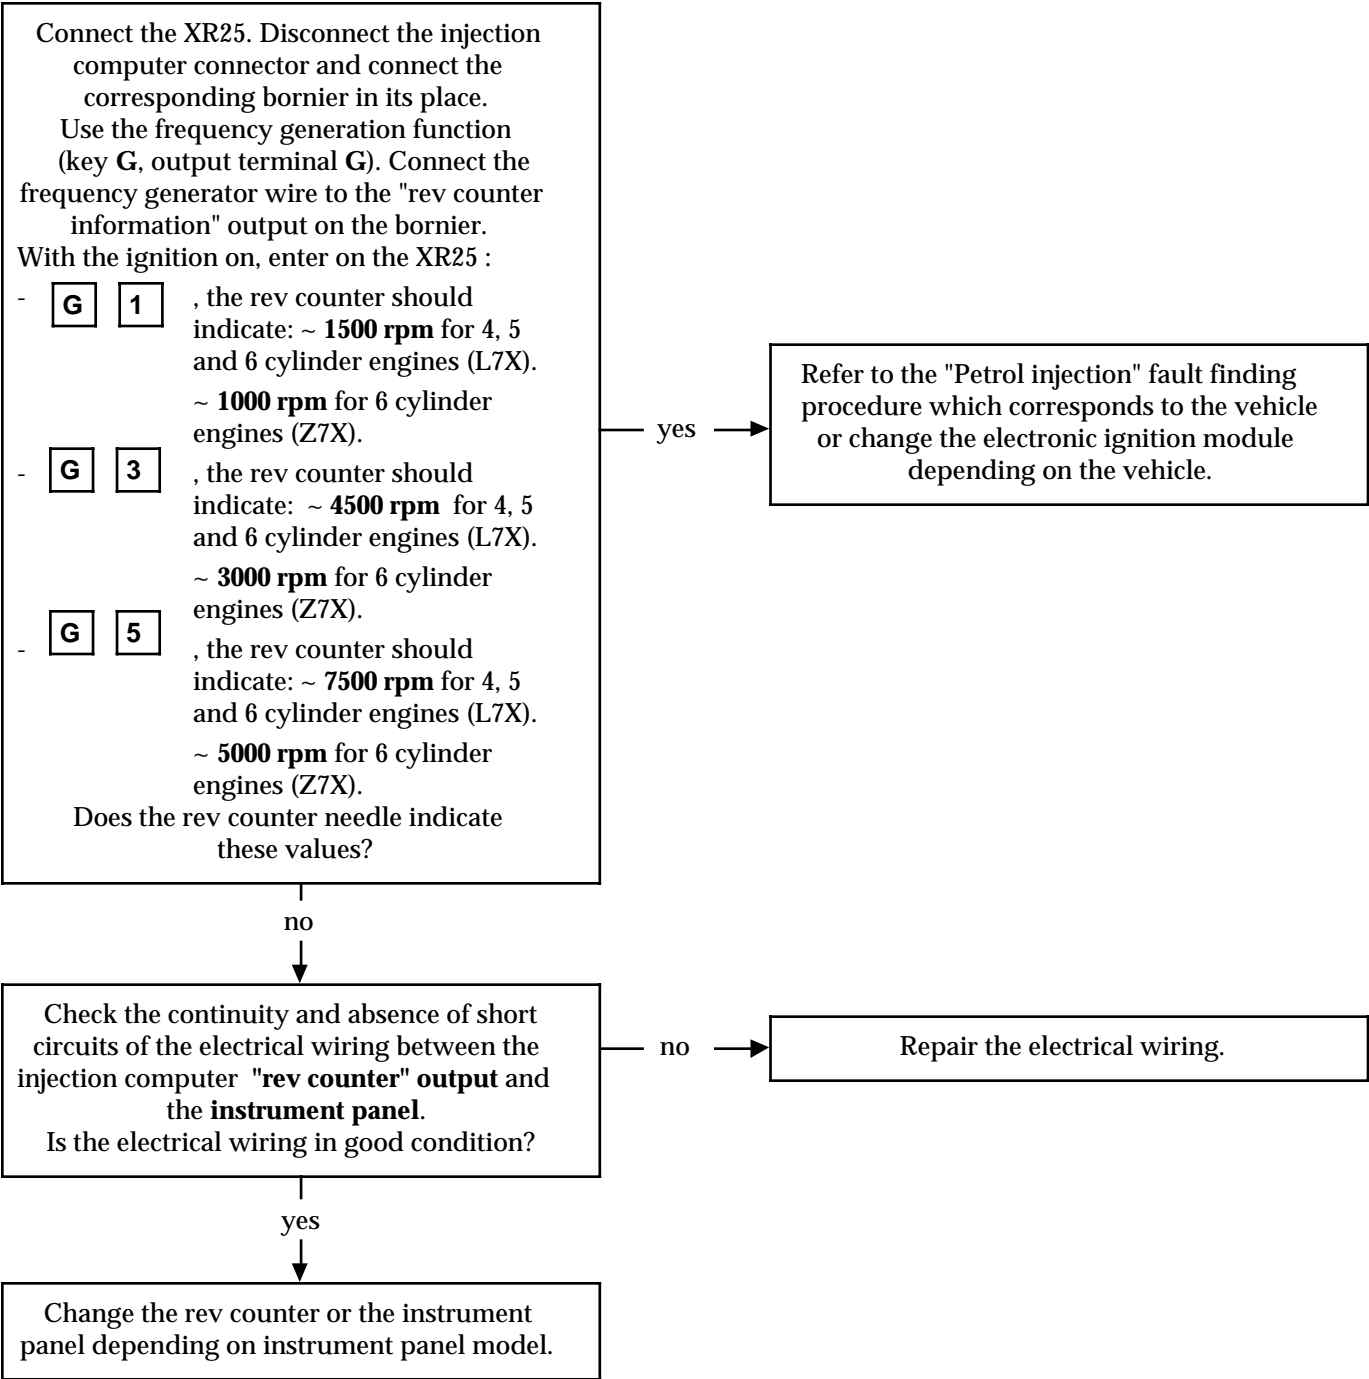 Connect the XR25. Disconnect the injection
computer connector and connect the
corresponding bornier in its place.
Use the frequency generation function
(key G, output terminal G). Connect the
frequency generator wire to the "rev counter
information" output on the bornier.
With the ignition on, enter on the XR25 :
- G 1 , the rev counter should
indicate: ~ 1500 rpm for 4, 5
and 6 cylinder engines (L7X).
~ 1000 rpm for 6 cylinder
engines (Z7X).
- G 3 , the rev counter should
indicate: ~ 4500 rpm for 4, 5
and 6 cylinder engines (L7X).
~ 3000 rpm for 6 cylinder
engines (Z7X).
- G 5 , the rev counter should
indicate: ~ 7500 rpm for 4, 5
and 6 cylinder engines (L7X).
~ 5000 rpm for 6 cylinder
engines (Z7X).
Does the rev counter needle indicate
these values?
yes
Refer to the "Petrol injection" fault finding
procedure which corresponds to the vehicle
or change the electronic ignition module
depending on the vehicle.
no
Check the continuity and absence of short
circuits of the electrical wiring between the
injection computer "rev counter" output and
the instrument panel.
Is the electrical wiring in good condition?
no
Repair the electrical wiring.
yes
Change the rev counter or the instrument
panel depending on instrument panel model.